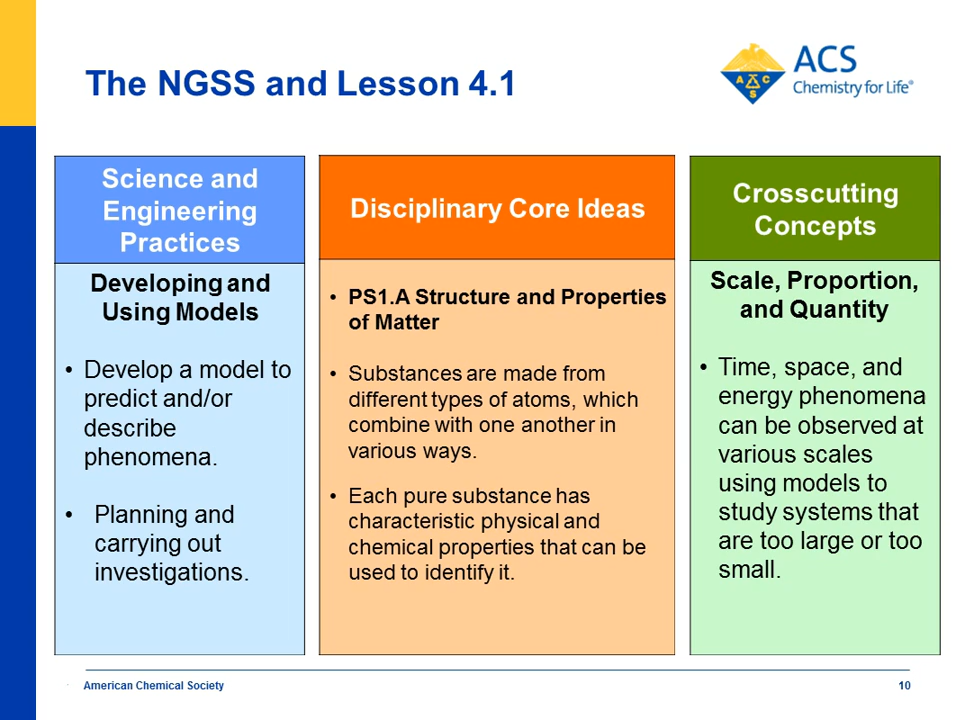 The NGSS and Lesson 4.1
A C S
ACS
Chemistry for Life®
Science and
Engineering
Practices
Developing and
Using Models
• Develop a model to
predict and/or
describe
phenomena.
• Planning and
carrying out
investigations.
Disciplinary Core Ideas
• PS1.A Structure and Properties
of Matter
• Substances are made from
different types of atoms, which
combine with one another in
various ways.
• Each pure substance has
characteristic physical and
chemical properties that can be
used to identify it.
Crosscutting
Concepts
Scale, Proportion,
and Quantity
• Time, space, and
energy phenomena
can be observed at
various scales
using models to
study systems that
are too large or too
small.
American Chemical Society
10